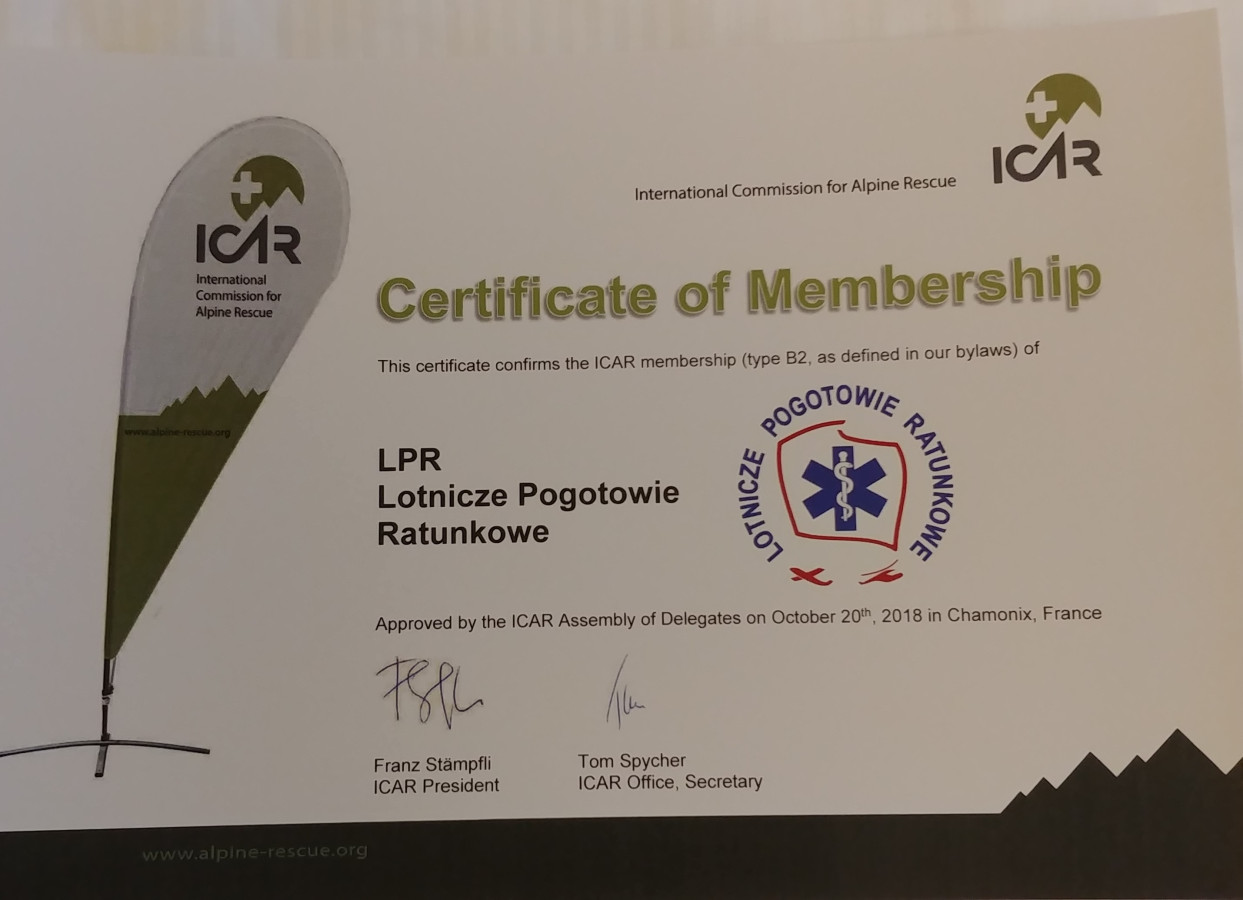 ICAR
International
Commission for
Alpine Rescue
www.alpine-rescue.org
International Commission for Alpine Rescue
ICAR
Certificate of Membership
This certificate confirms the ICAR membership (type B2, as defined in our bylaws) of
LPR
Lotnicze Pogotowie
Ratunkowe
LOTNICZE POGOTOWIE RATUNKOWE
Approved by the ICAR Assembly of Delegates on October 20th, 2018 in Chamonix, France
Franz Stämpfli
ICAR President
Tom Spycher
ICAR Office, Secretary
www.alpine-rescue.org